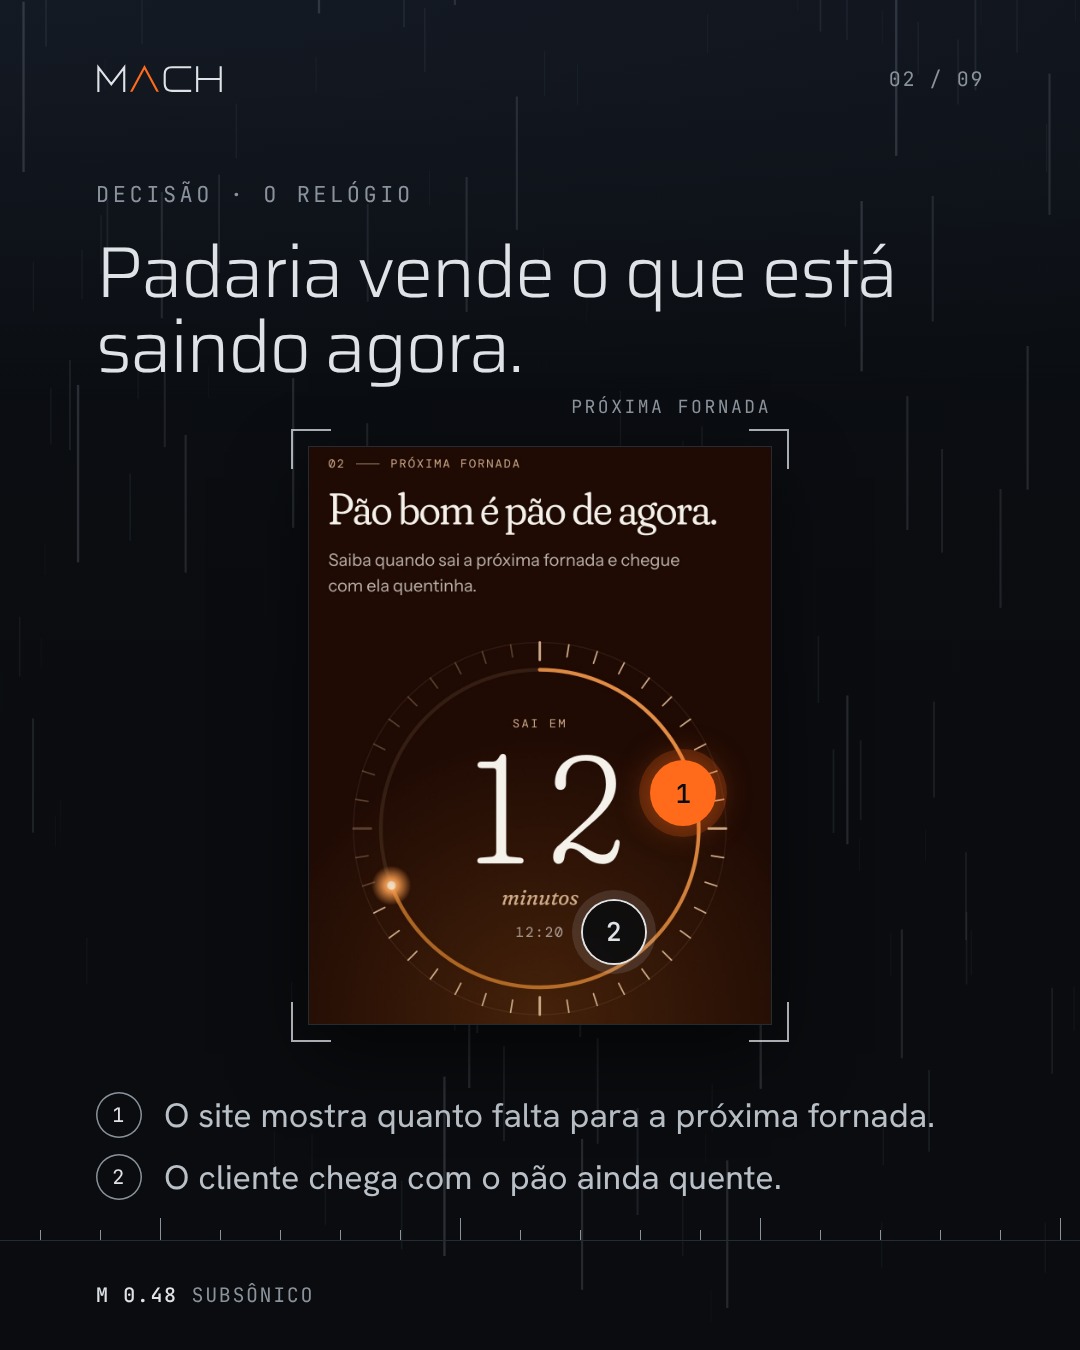 MACH
02 / 09
DECISÃO · O RELÓGIO
Padaria vende o que está
saindo agora.
PRÓXIMA FORNADA
02 — PRÓXIMA FORNADA
Pão bom é pão de agora.
Saiba quando sai a próxima fornada e chegue
com ela quentinha.
SAI EM
12
1
minutos
12:20
2
1 O site mostra quanto falta para a próxima fornada.
2 O cliente chega com o pão ainda quente.
M 0.48 SUBSÔNICO